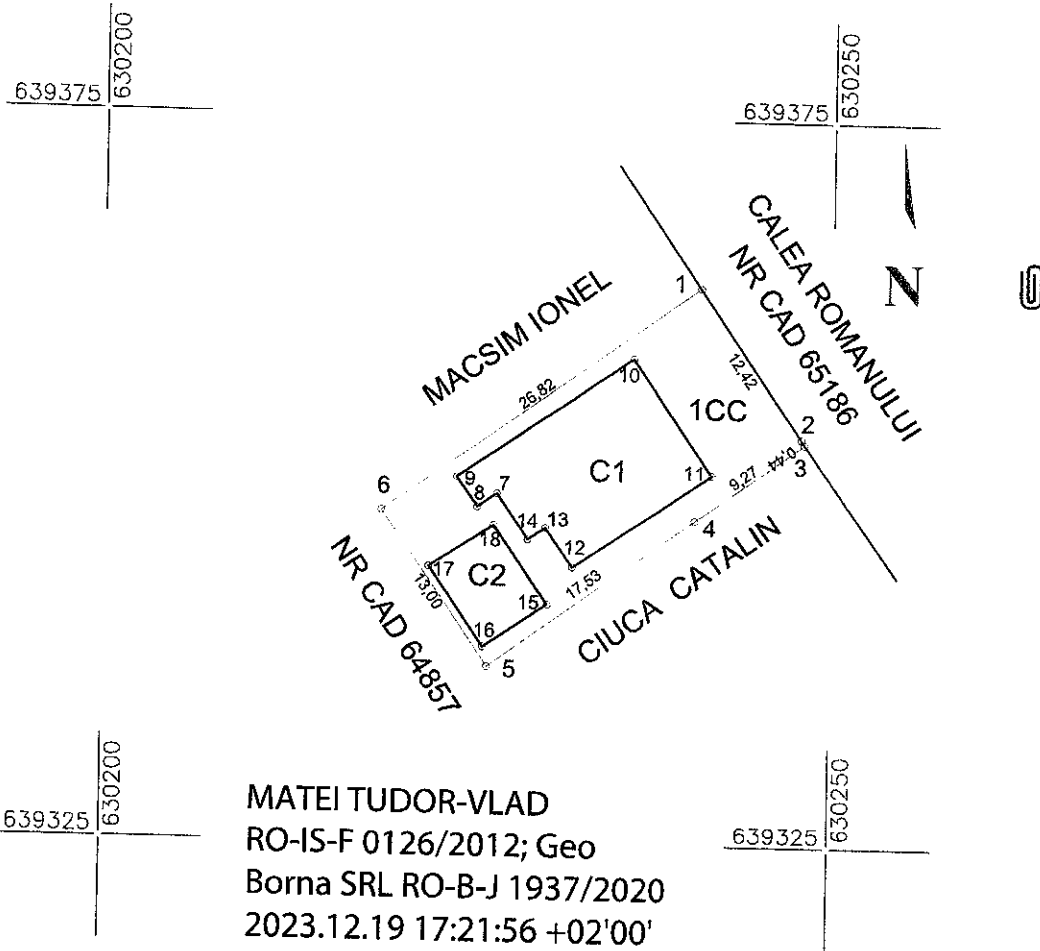 630200
639375
630250
639375
CALEA ROMANULUI
NR CAD 65186
N
MACSIM IONEL
1
12,42
26,82
10
1CC
2
0,44
3
6
9
8
7
C1
11
9,27
4
14
13
18
12
17
C2
13,00
15
17,53
CIUCA CATALIN
16
5
NR CAD 64857
630200
639325
630250
639325
MATEI TUDOR-VLAD
RO-IS-F 0126/2012; Geo
Borna SRL RO-B-J 1937/2020
2023.12.19 17:21:56 +02'00'